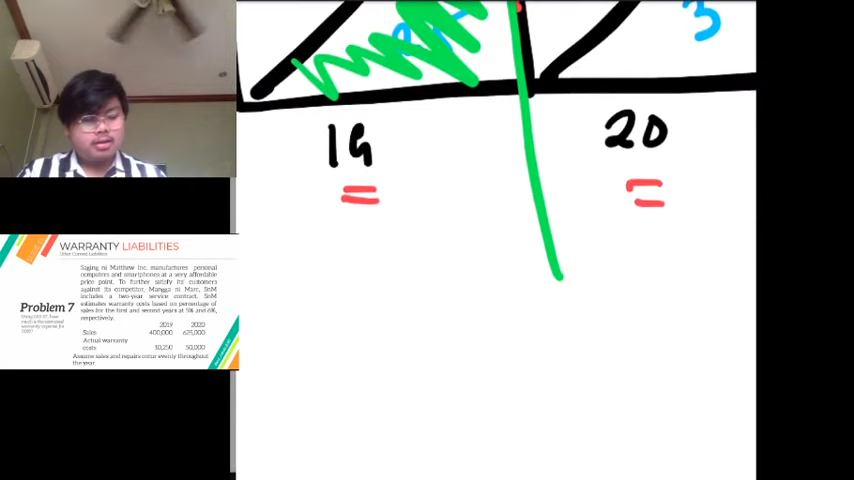 3
19
20
WARRANTY LIABILITIES
Other Current Liabilities
Saging ni Matthew Inc. manufactures personal
computers and smartphones at a very affordable
price point. To further satisfy its customers
against its competitor, Mangga ni Marc, SnM
includes a two-year service contract. SnM
estimates warranty costs based on percentage of
sales for the first and second years at 5% and 6%,
respectively.
Problem 7
warranty expense for
2019 2020
Sales 400,000 625,000
Actual warranty
costs 10,250 50,000
Assume sales and repairs occur evenly throughout
the year.